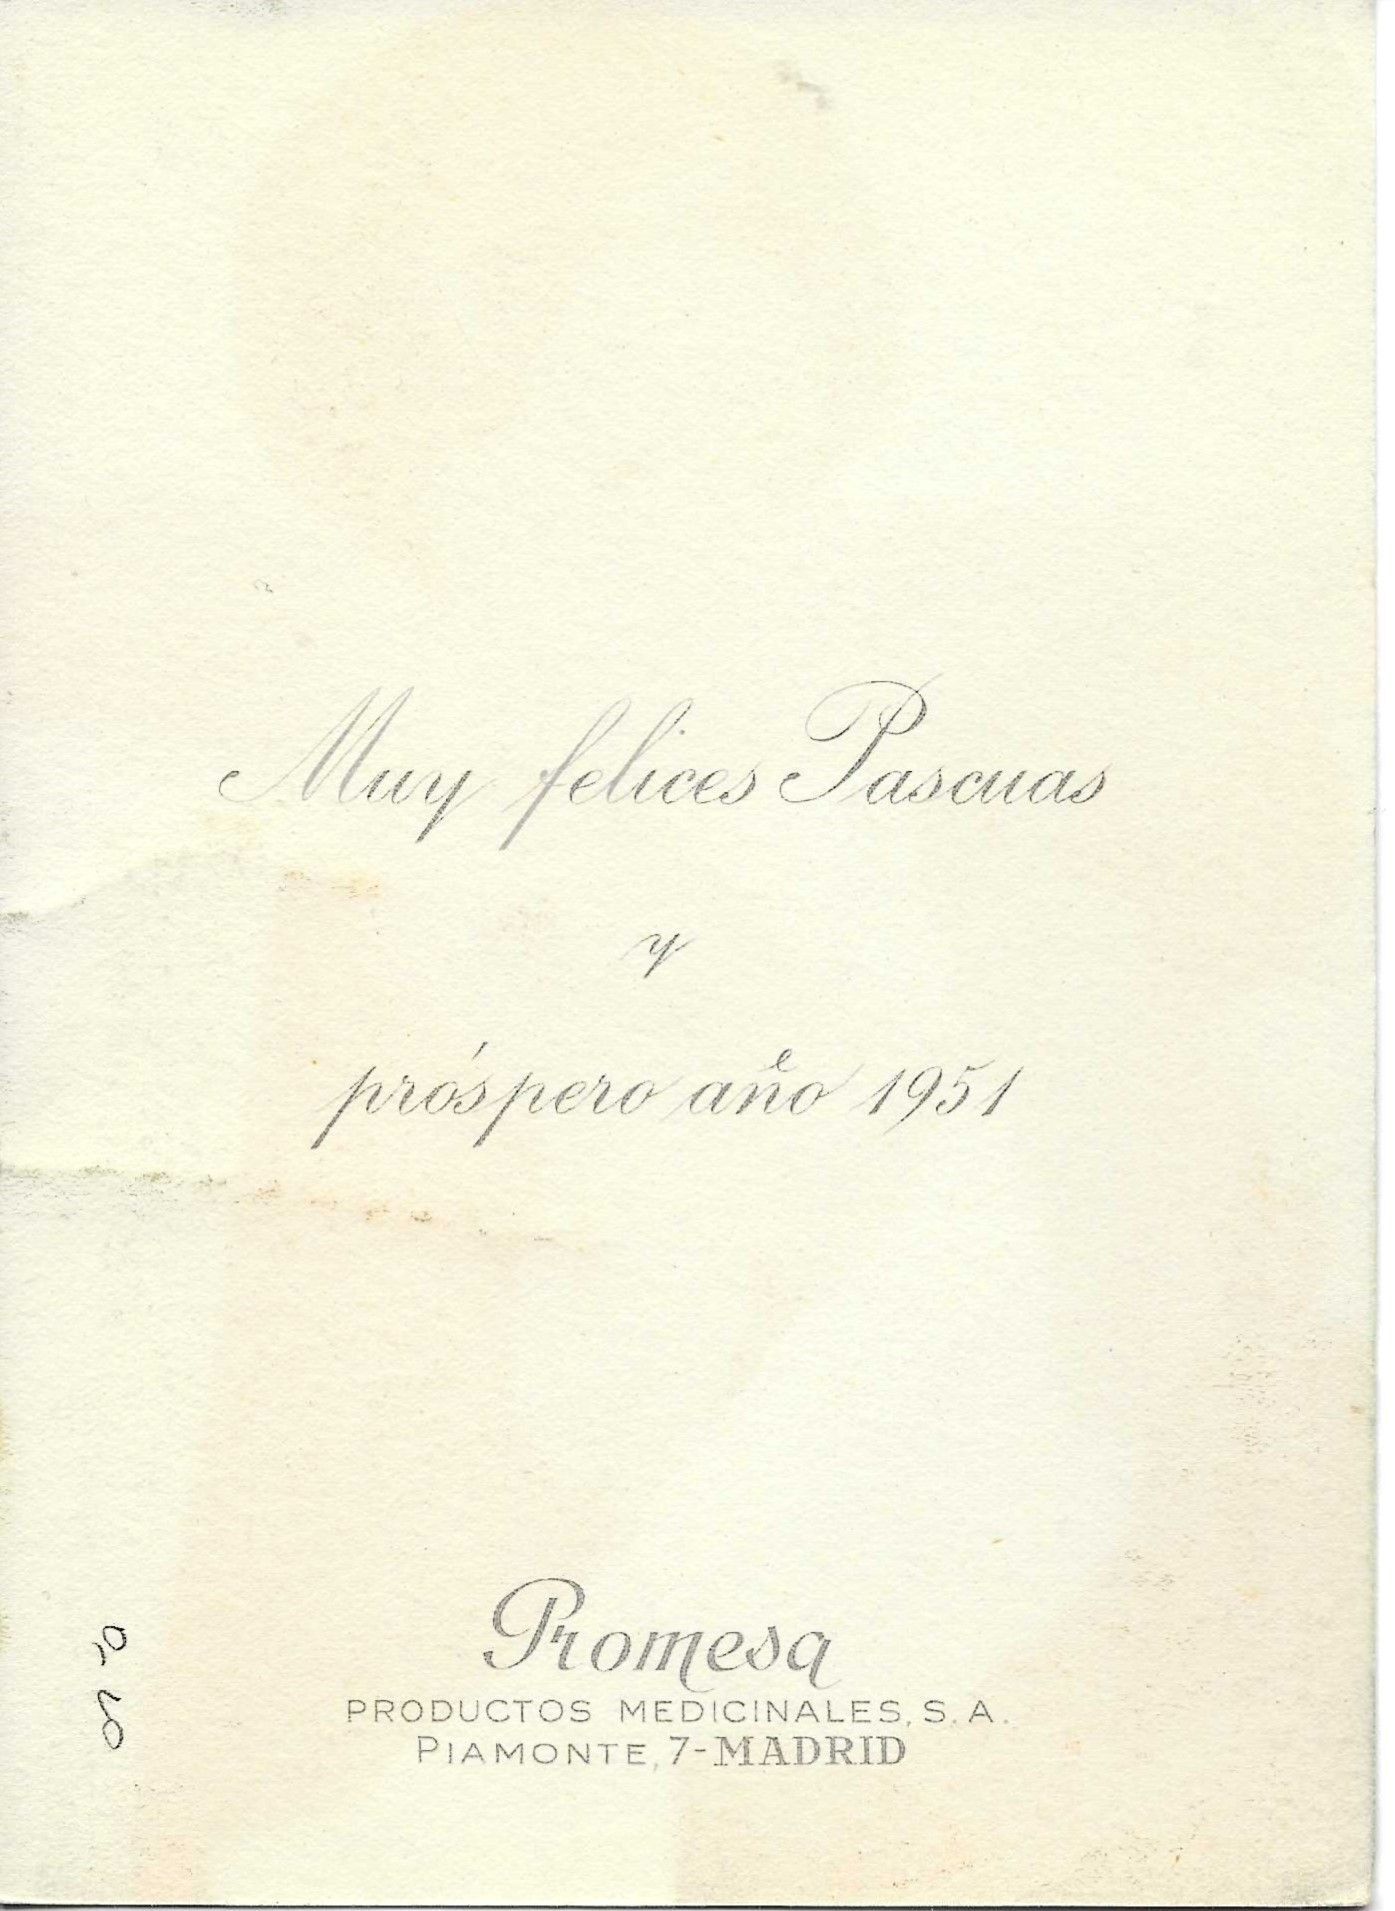 Muy felices Pascuas
y
próspero año 1951
Promesa
PRODUCTOS MEDICINALES, S. A.
PIAMONTE, 7-MADRID